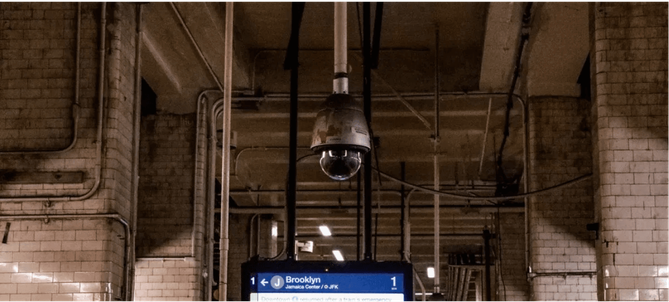 1 ← J Brooklyn 1
Jamaica Center / @ JFK